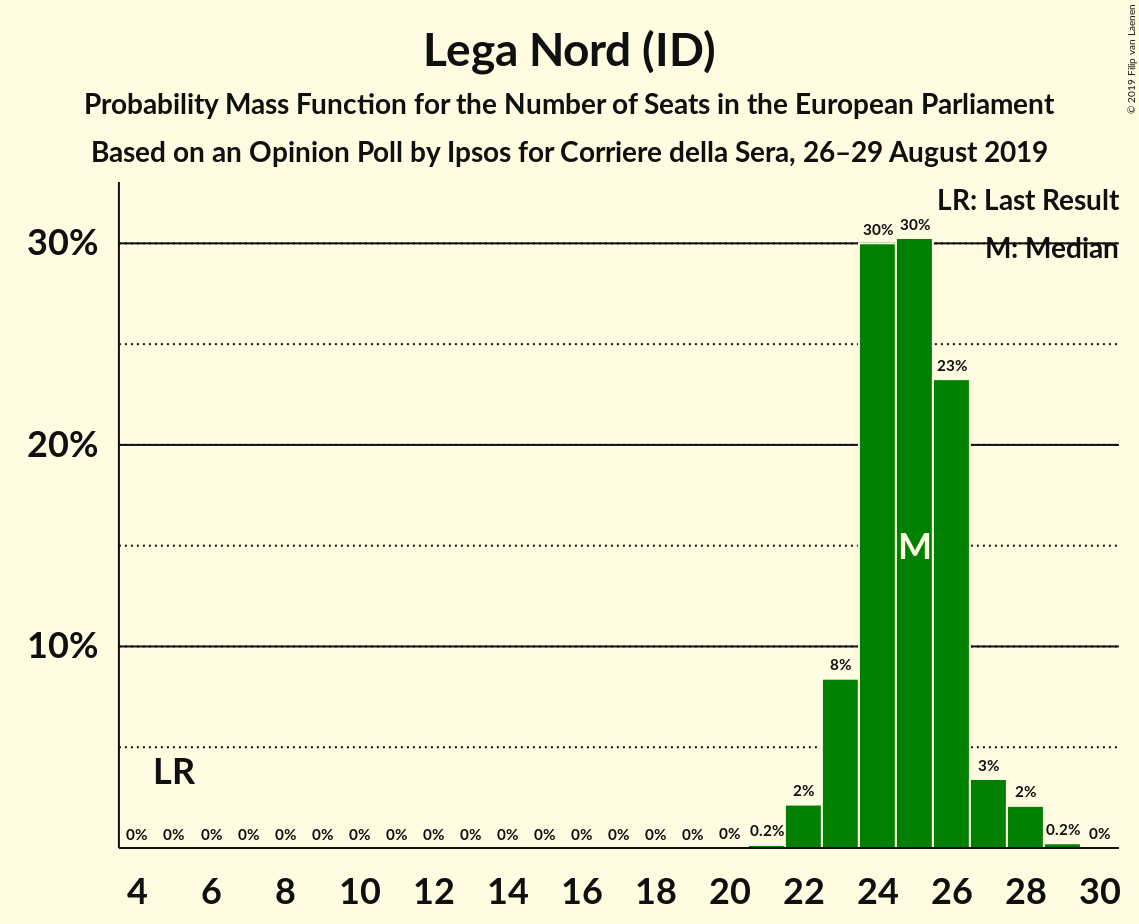 Lega Nord (ID)
Probability Mass Function for the Number of Seats in the European Parliament
Based on an Opinion Poll by Ipsos for Corriere della Sera, 26–29 August 2019
© 2019 Filip van Laenen
LR: Last Result
M: Median
30%
20%
10%
30%
30%
23%
M
8%
3%
LR
2%
2%
0% 0% 0% 0% 0% 0% 0% 0% 0% 0% 0% 0% 0% 0% 0% 0% 0% 0.2% 0.2% 0%
4 6 8 10 12 14 16 18 20 22 24 26 28 30